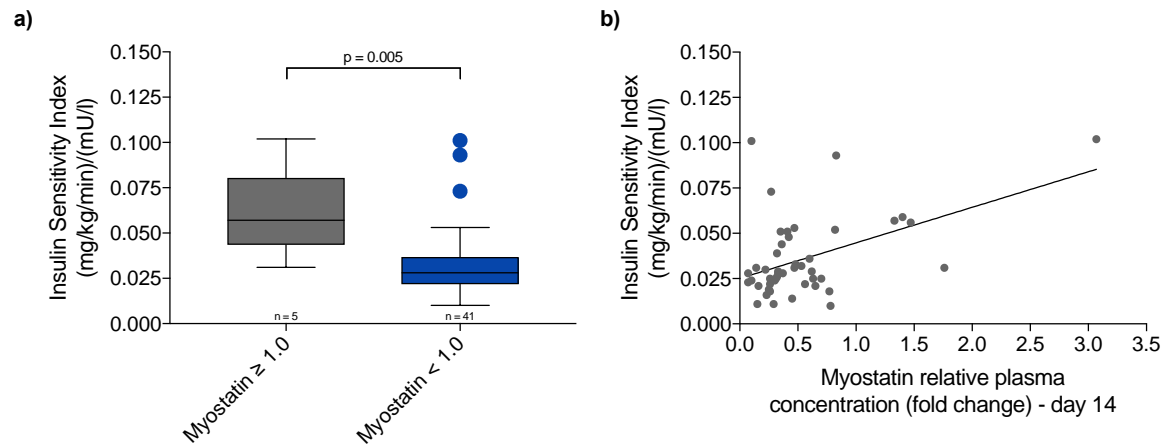 a)
Insulin Sensitivity Index
(mg/kg/min)/(mU/l)
0.150
0.125
0.100
0.075
0.050
0.025
0.000
p = 0.005
n = 5
n = 41
Myostatin ≥ 1.0
Myostatin < 1.0
b)
Insulin Sensitivity Index
(mg/kg/min)/(mU/l)
0.150
0.125
0.100
0.075
0.050
0.025
0.000
0.0 0.5 1.0 1.5 2.0 2.5 3.0 3.5
Myostatin relative plasma
concentration (fold change) - day 14